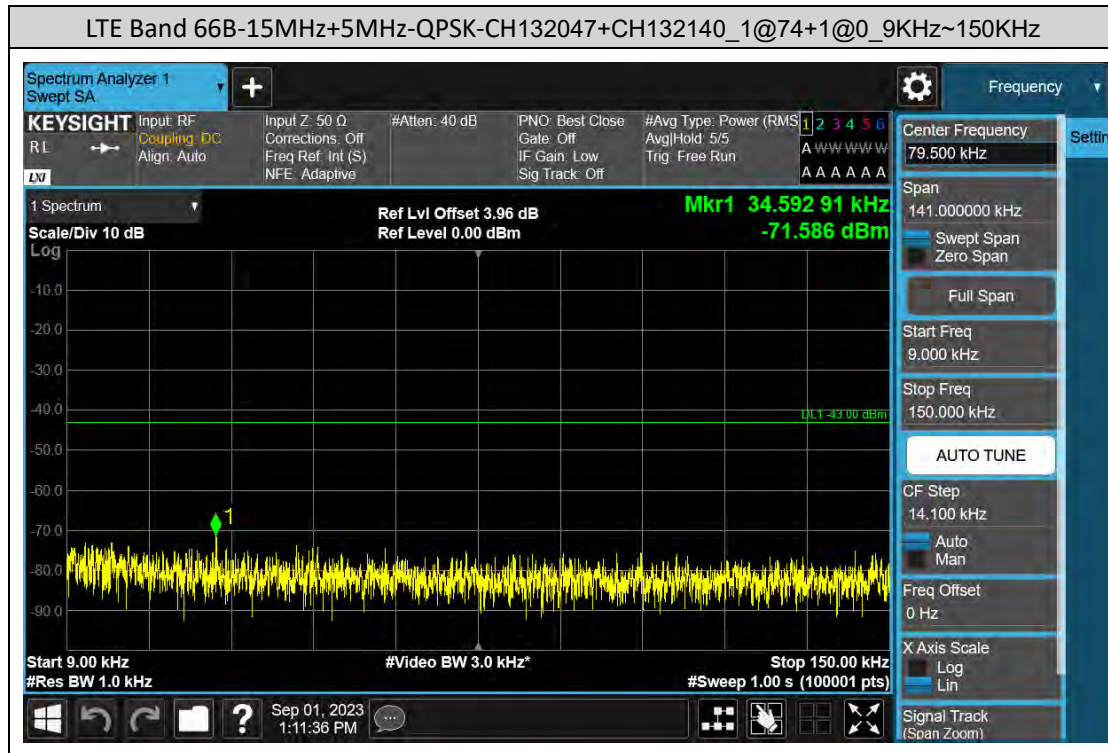 LTE Band 66B-15MHz+5MHz-QPSK-CH132047+CH132140_1@74+1@0_9KHz~150KHz
Spectrum Analyzer 1
Swept SA
+
Frequency
KEYSIGHT
RL
LXI
Input: RF
Coupling: DC
Align: Auto
Input Z: 50 Ω
Corrections: Off
Freq Ref: Int (S)
NFE: Adaptive
#Atten: 40 dB
PNO: Best Close
Gate: Off
IF Gain: Low
Sig Track: Off
#Avg Type: Power (RMS
Avg|Hold: 5/5
Trig: Free Run
1 2 3 4 5 6
A W W W W W
A A A A A A
Center Frequency
79.500 kHz
Settin
1 Spectrum
Scale/Div 10 dB
Log
Ref Lvl Offset 3.96 dB
Ref Level 0.00 dBm
Mkr1 34.592 91 kHz
-71.586 dBm
Span
141.000000 kHz
Swept Span
Zero Span
Full Span
Start Freq
9.000 kHz
Stop Freq
150.000 kHz
AUTO TUNE
CF Step
14.100 kHz
Auto
Man
Freq Offset
0 Hz
X Axis Scale
Log
Lin
Signal Track
(Span Zoom)
-10.0
-20.0
-30.0
-40.0
DL1 -43.00 dBm
-50.0
-60.0
1
-70.0
-80.0
-90.0
Start 9.00 kHz
#Res BW 1.0 kHz
#Video BW 3.0 kHz*
Stop 150.00 kHz
#Sweep 1.00 s (100001 pts)
?
Sep 01, 2023
1:11:36 PM